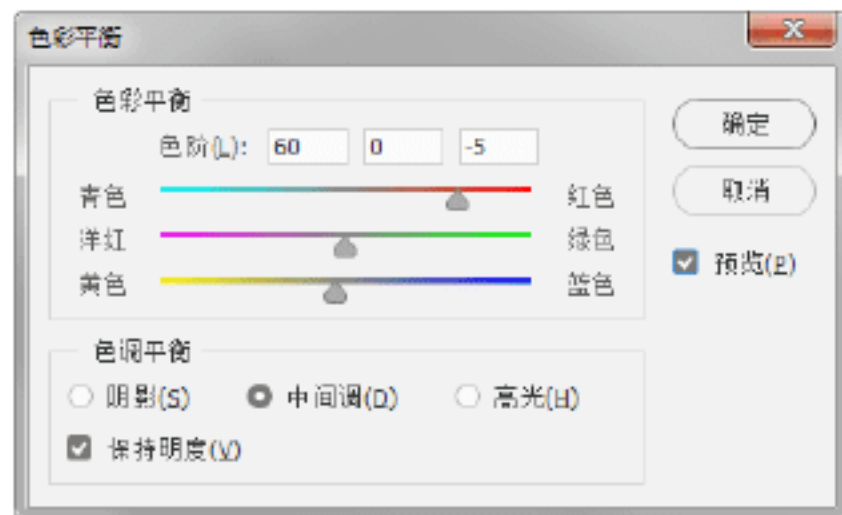 色彩平衡
色彩平衡
色阶(L): 60 0 -5
青色 红色
洋红 绿色
黄色 蓝色
确定
取消
预览(P)
色调平衡
阴影(S) 中间调(D) 高光(H)
保持明度(V)